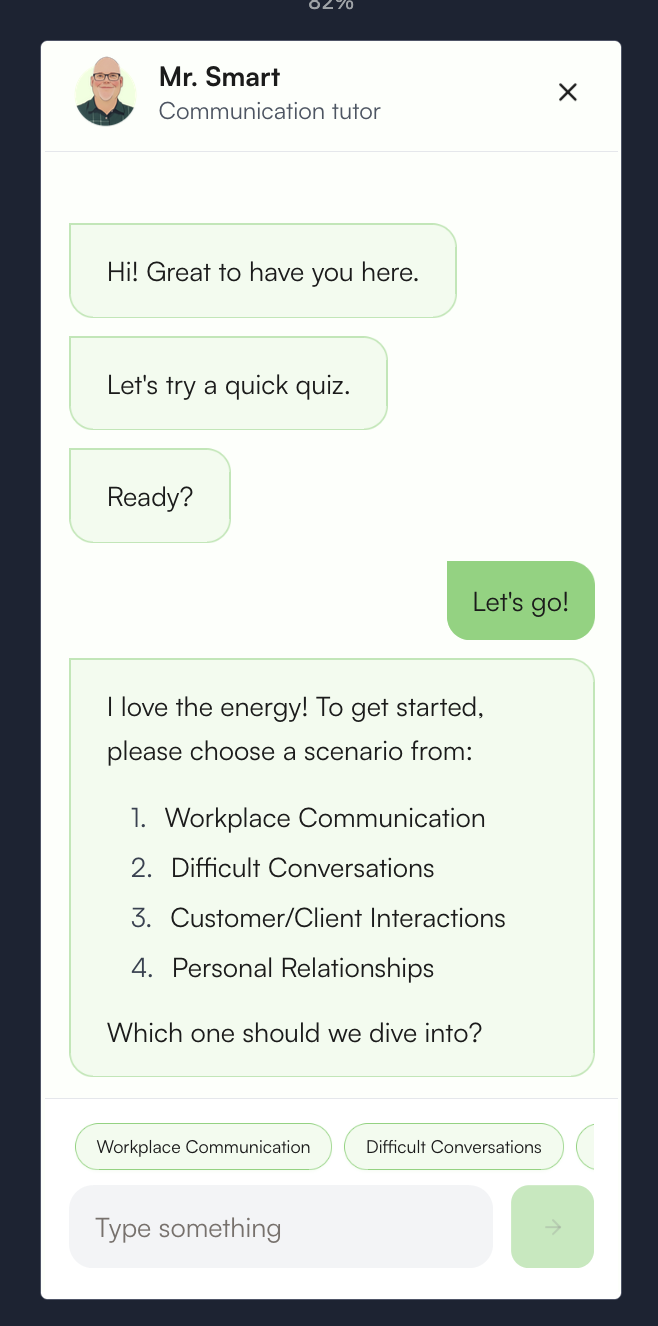 82%
Mr. Smart
Communication tutor
Hi! Great to have you here.
Let's try a quick quiz.
Ready?
Let's go!
I love the energy! To get started,
please choose a scenario from:
1. Workplace Communication
2. Difficult Conversations
3. Customer/Client Interactions
4. Personal Relationships
Which one should we dive into?
Workplace Communication
Difficult Conversations
Type something